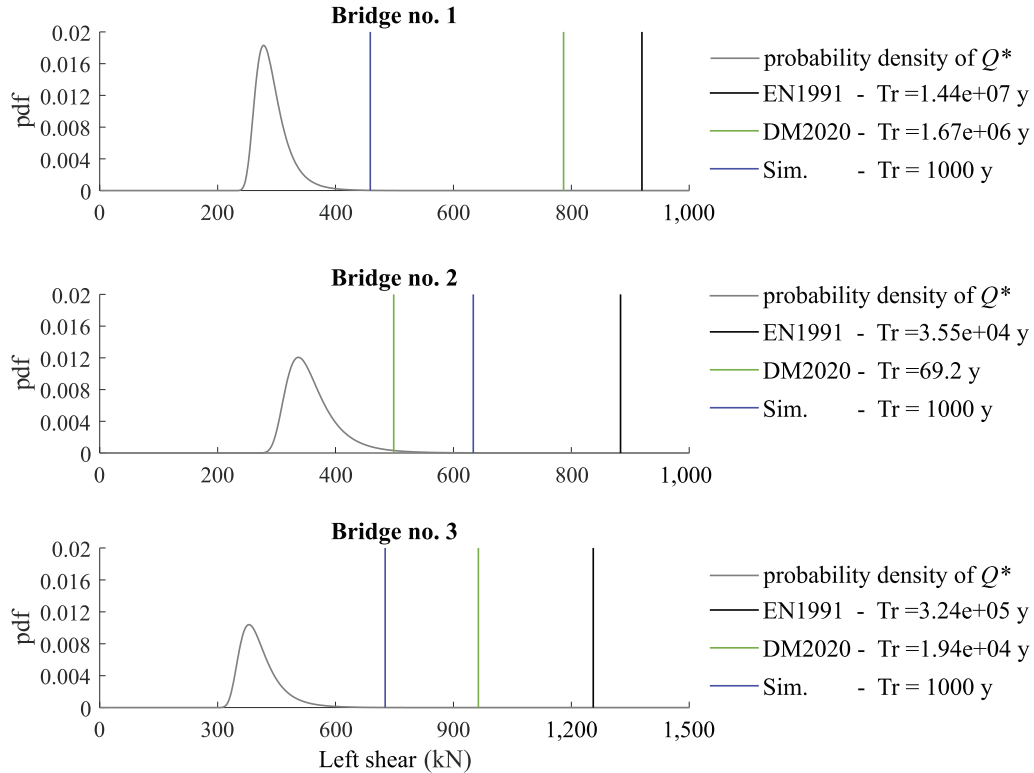 Bridge no. 1
pdf
0.02
0.016
0.012
0.008
0.004
0
0 200 400 600 800 1,000
probability density of Q*
EN1991 - Tr =1.44e+07 y
DM2020 - Tr =1.67e+06 y
Sim. - Tr = 1000 y
Bridge no. 2
pdf
0.02
0.016
0.012
0.008
0.004
0
0 200 400 600 800 1,000
probability density of Q*
EN1991 - Tr =3.55e+04 y
DM2020 - Tr =69.2 y
Sim. - Tr = 1000 y
Bridge no. 3
pdf
0.02
0.016
0.012
0.008
0.004
0
0 300 600 900 1,200 1,500
Left shear (kN)
probability density of Q*
EN1991 - Tr =3.24e+05 y
DM2020 - Tr =1.94e+04 y
Sim. - Tr = 1000 y